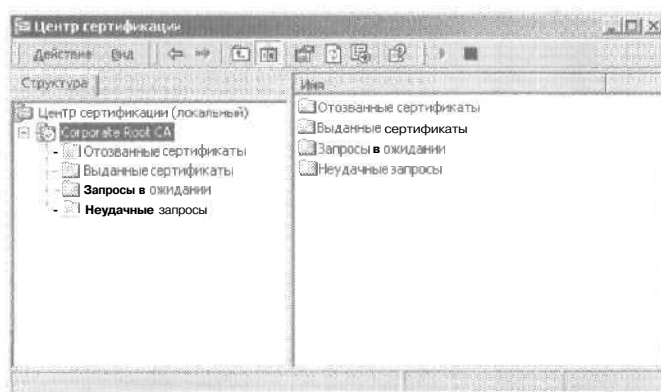 Центр сертификации
Действие Вид
Структура
Имя
Центр сертификации (локальный)
Corporate Root CA
Отозванные сертификаты
Выданные сертификаты
Запросы в ожидании
Неудачные запросы
Отозванные сертификаты
Выданные сертификаты
Запросы в ожидании
Неудачные запросы